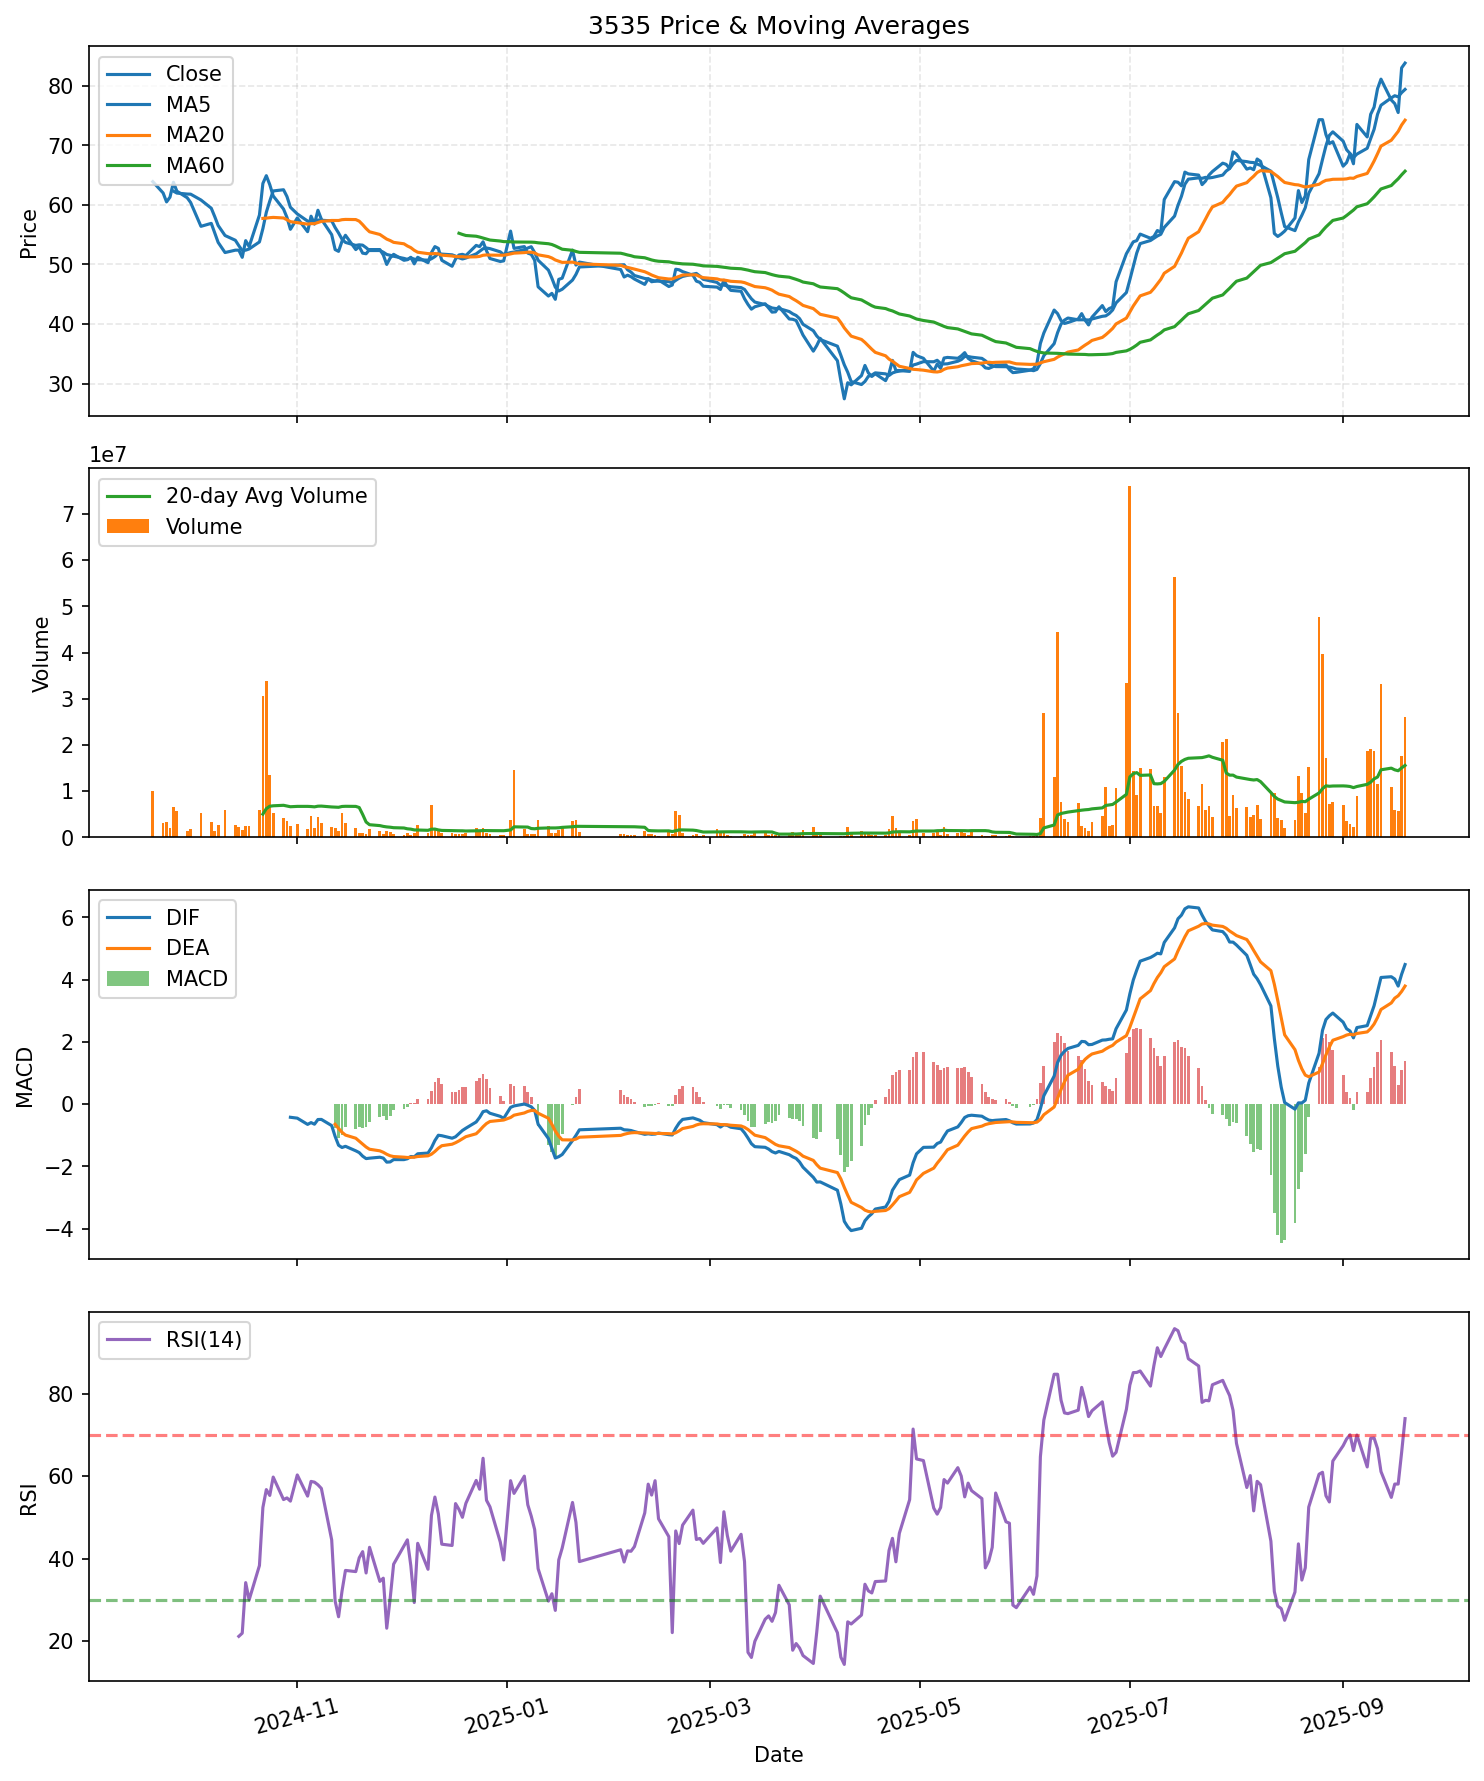 3535 Price & Moving Averages
Close
MA5
MA20
MA60
Price
80
70
60
50
40
30
1e7
20-day Avg Volume
Volume
Volume
7
6
5
4
3
2
1
0
DIF
DEA
MACD
MACD
6
4
2
0
−2
−4
RSI(14)
RSI
80
60
40
20
2024-11
2025-01
2025-03
2025-05
2025-07
2025-09
Date